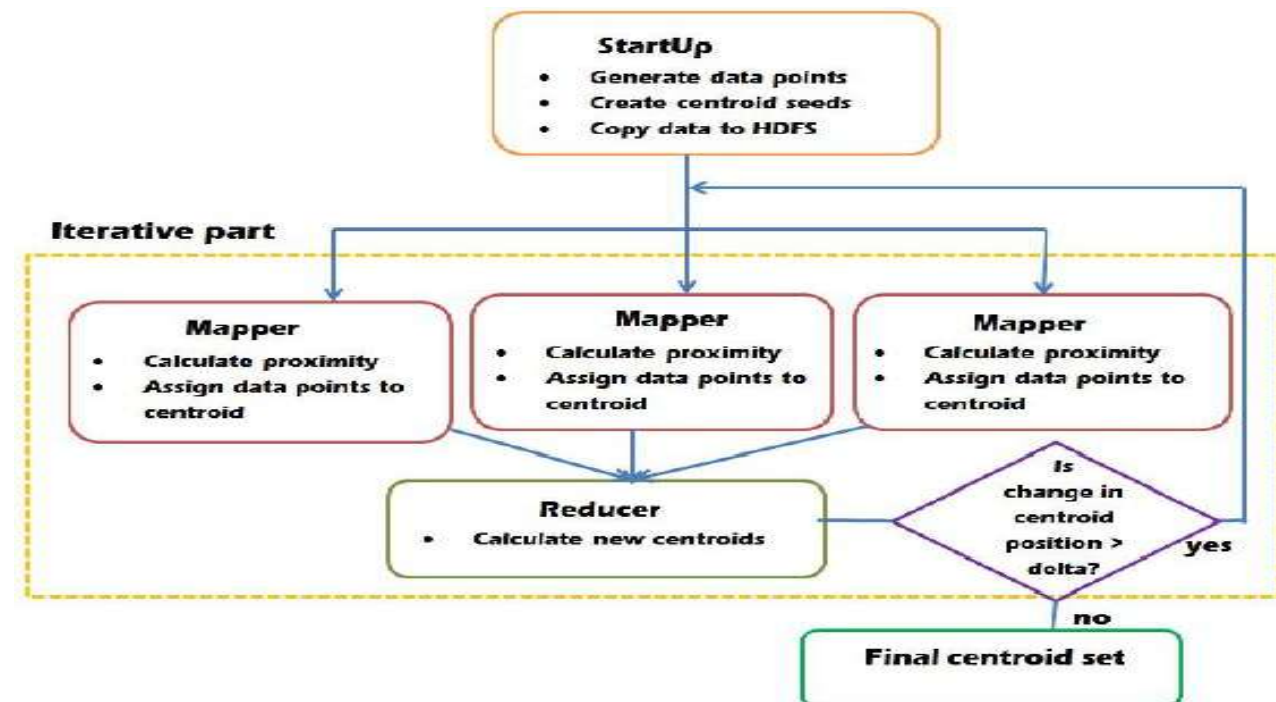 StartUp
• Generate data points
• Create centroid seeds
• Copy data to HDFS
Iterative part
Mapper
• Calculate proximity
• Assign data points to
centroid
Mapper
• Calculate proximity
• Assign data points to
centroid
Mapper
• Calculate proximity
• Assign data points to
centroid
Reducer
• Calculate new centroids
Is
change in
centroid
position >
delta?
yes
no
Final centroid set